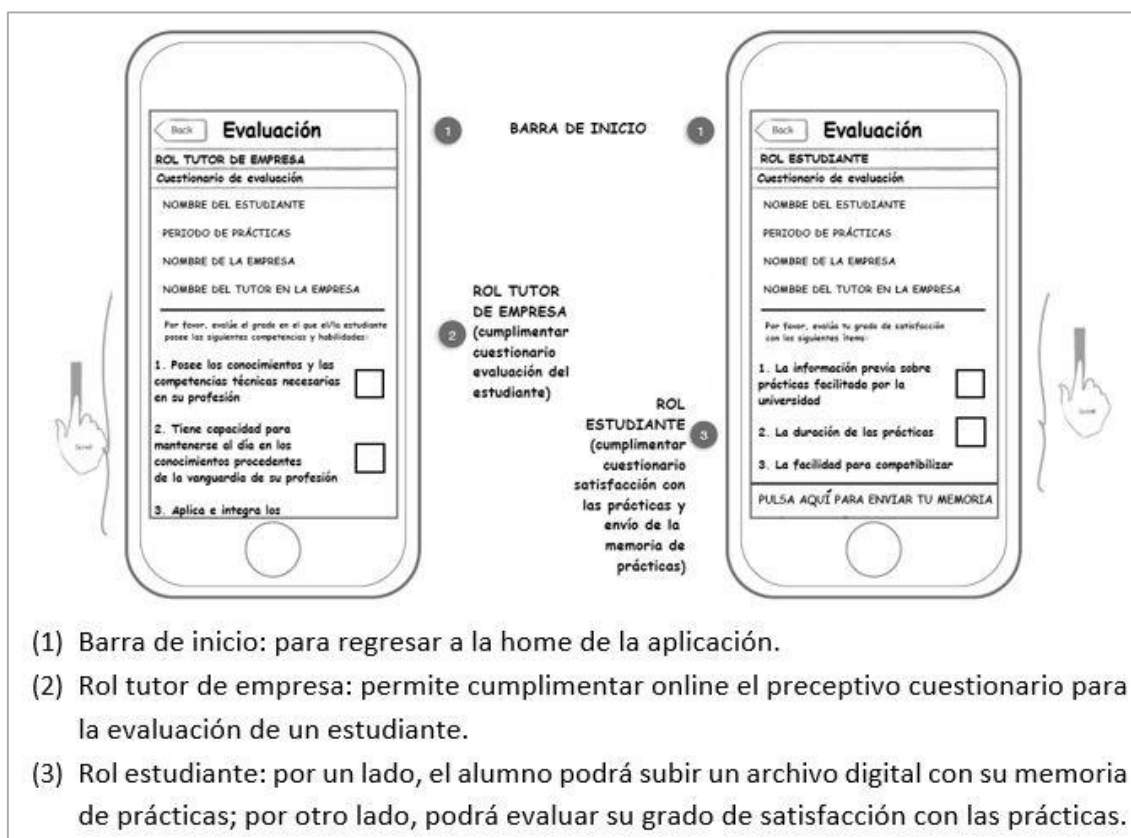 Back
Evaluación
ROL TUTOR DE EMPRESA
Cuestionario de evaluación
NOMBRE DEL ESTUDIANTE
PERIODO DE PRÁCTICAS
NOMBRE DE LA EMPRESA
NOMBRE DEL TUTOR EN LA EMPRESA
Por favor, evalúe el grado en el que el/la estudiante
posee las siguientes competencias y habilidades:
1. Posee los conocimientos y las
competencias técnicas necesarias
en su profesión
2. Tiene capacidad para
mantenerse al día en los
conocimientos procedentes
de la vanguardia de su profesión
3. Aplica e integra los
Scroll
1
BARRA DE INICIO
1
2
ROL TUTOR
DE EMPRESA
(cumplimentar
cuestionario
evaluación del
estudiante)
ROL
ESTUDIANTE
(cumplimentar
cuestionario
satisfacción con
las prácticas y
envío de la
memoria de
prácticas)
3
Back
Evaluación
ROL ESTUDIANTE
Cuestionario de evaluación
NOMBRE DEL ESTUDIANTE
PERIODO DE PRÁCTICAS
NOMBRE DE LA EMPRESA
NOMBRE DEL TUTOR EN LA EMPRESA
Por favor, evalúa tu grado de satisfacción
con los siguientes ítems:
1. La información previa sobre
prácticas facilitada por la
universidad
2. La duración de las prácticas
3. La facilidad para compatibilizar
PULSA AQUÍ PARA ENVIAR TU MEMORIA
Scroll
(1) Barra de inicio: para regresar a la home de la aplicación.
(2) Rol tutor de empresa: permite cumplimentar online el preceptivo cuestionario para
la evaluación de un estudiante.
(3) Rol estudiante: por un lado, el alumno podrá subir un archivo digital con su memoria
de prácticas; por otro lado, podrá evaluar su grado de satisfacción con las prácticas.